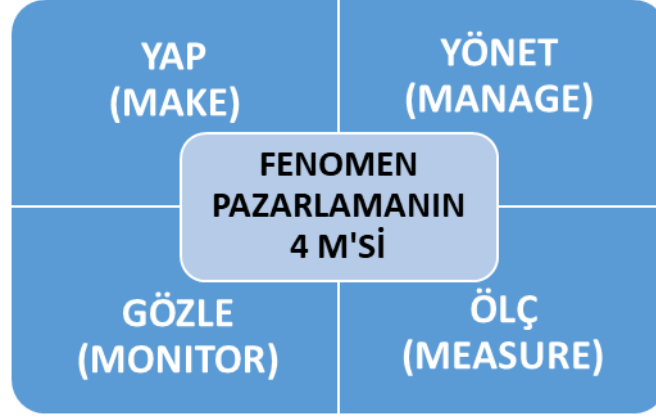 YAP
(MAKE)
YÖNET
(MANAGE)
FENOMEN
PAZARLAMANIN
4 M'Sİ
GÖZLE
(MONITOR)
ÖLÇ
(MEASURE)